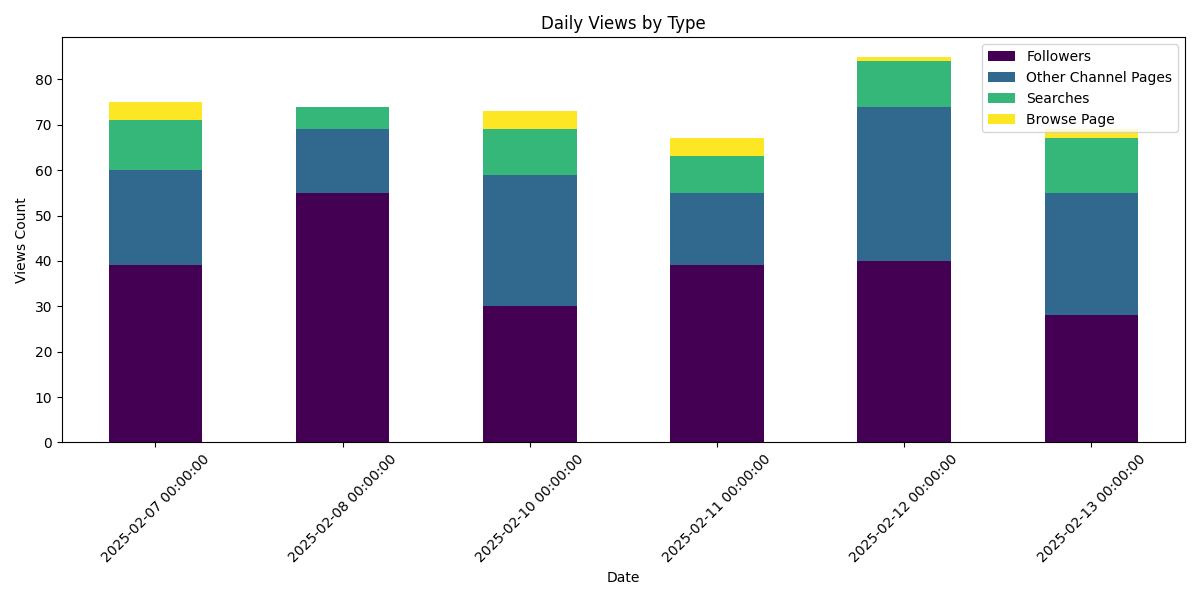 Daily Views by Type
Followers
Other Channel Pages
Searches
Browse Page
Views Count
80
70
60
50
40
30
20
10
0
2025-02-07 00:00:00
2025-02-08 00:00:00
2025-02-10 00:00:00
2025-02-11 00:00:00
2025-02-12 00:00:00
2025-02-13 00:00:00
Date